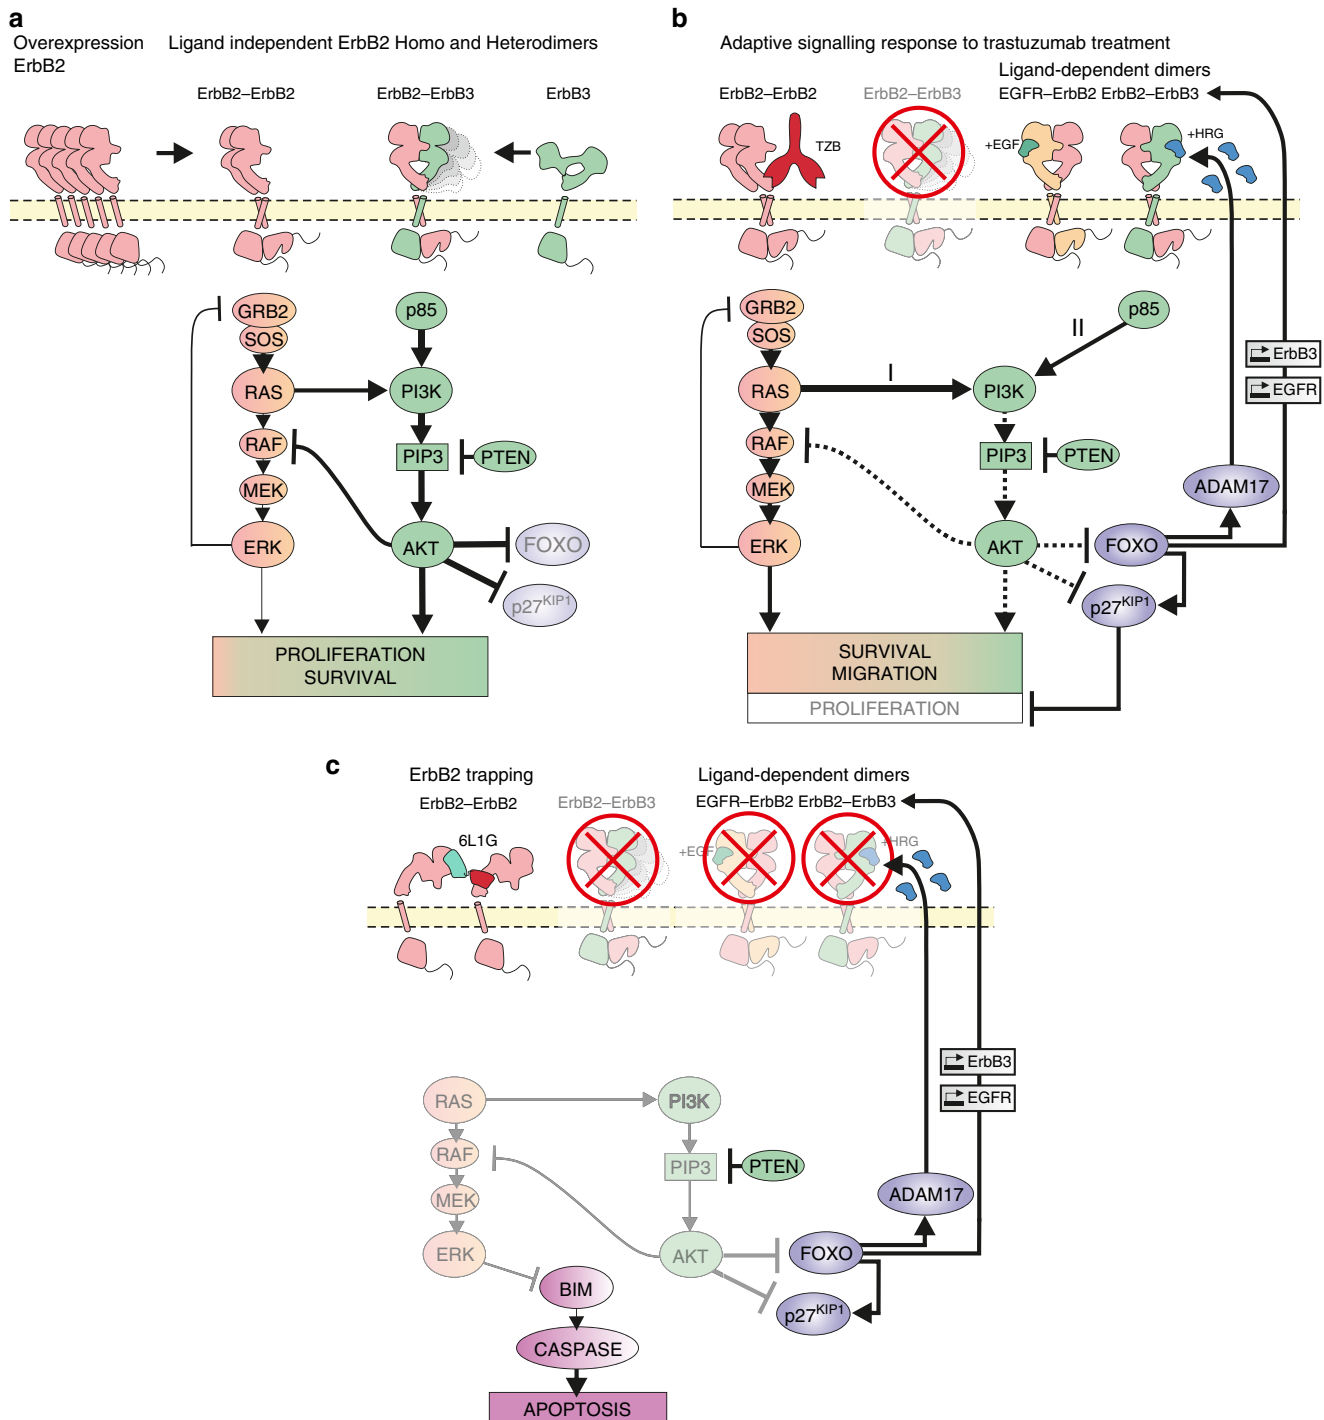 a
Overexpression
ErbB2
Ligand independent ErbB2 Homo and Heterodimers
ErbB2–ErbB2
ErbB2–ErbB3
ErbB3
GRB2
SOS
p85
RAS
PI3K
RAF
PIP3
PTEN
MEK
ERK
AKT
FOXO
p27KIP1
PROLIFERATION
SURVIVAL
b
Adaptive signalling response to trastuzumab treatment
Ligand-dependent dimers
ErbB2–ErbB2
ErbB2–ErbB3
EGFR–ErbB2
ErbB2–ErbB3
TZB
+EGF
+HRG
GRB2
SOS
p85
II
I
RAS
PI3K
ErbB3
EGFR
RAF
PIP3
PTEN
MEK
ADAM17
ERK
AKT
FOXO
p27KIP1
SURVIVAL
MIGRATION
PROLIFERATION
c
ErbB2 trapping
Ligand-dependent dimers
ErbB2–ErbB2
ErbB2–ErbB3
EGFR–ErbB2
ErbB2–ErbB3
6L1G
+EGF
+HRG
ErbB3
EGFR
RAS
PI3K
RAF
PIP3
PTEN
MEK
ADAM17
ERK
AKT
FOXO
BIM
p27KIP1
CASPASE
APOPTOSIS